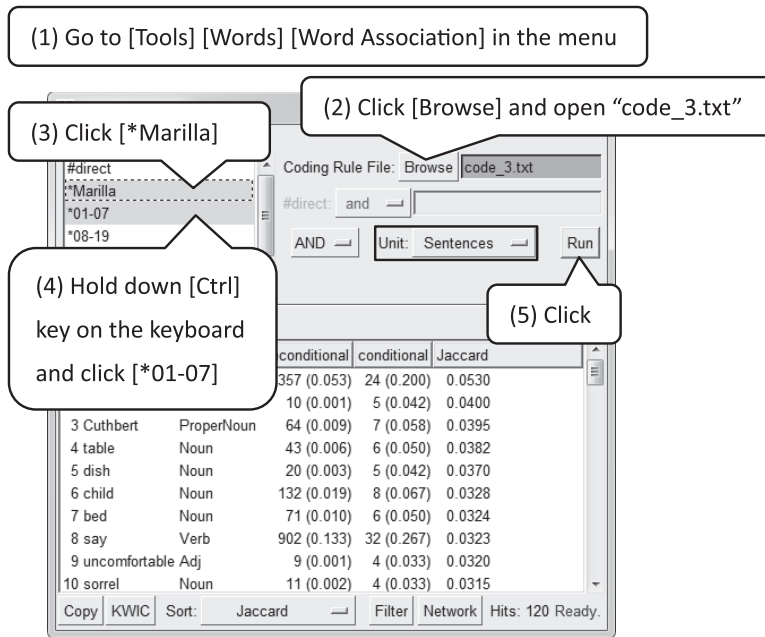 (1) Go to [Tools] [Words] [Word Association] in the menu
(2) Click [Browse] and open “code_3.txt”
(3) Click [*Marilla]
#direct
Coding Rule File: Browse code_3.txt
*Marilla
#direct: and
*01-07
*08-19
AND Unit: Sentences Run
(4) Hold down [Ctrl]
key on the keyboard
and click [*01-07]
(5) Click
conditional conditional Jaccard
357 (0.053) 24 (0.200) 0.0530
10 (0.001) 5 (0.042) 0.0400
3 Cuthbert ProperNoun 64 (0.009) 7 (0.058) 0.0395
4 table Noun 43 (0.006) 6 (0.050) 0.0382
5 dish Noun 20 (0.003) 5 (0.042) 0.0370
6 child Noun 132 (0.019) 8 (0.067) 0.0328
7 bed Noun 71 (0.010) 6 (0.050) 0.0324
8 say Verb 902 (0.133) 32 (0.267) 0.0323
9 uncomfortable Adj 9 (0.001) 4 (0.033) 0.0320
10 sorrel Noun 11 (0.002) 4 (0.033) 0.0315
Copy KWIC Sort: Jaccard Filter Network Hits: 120 Ready.